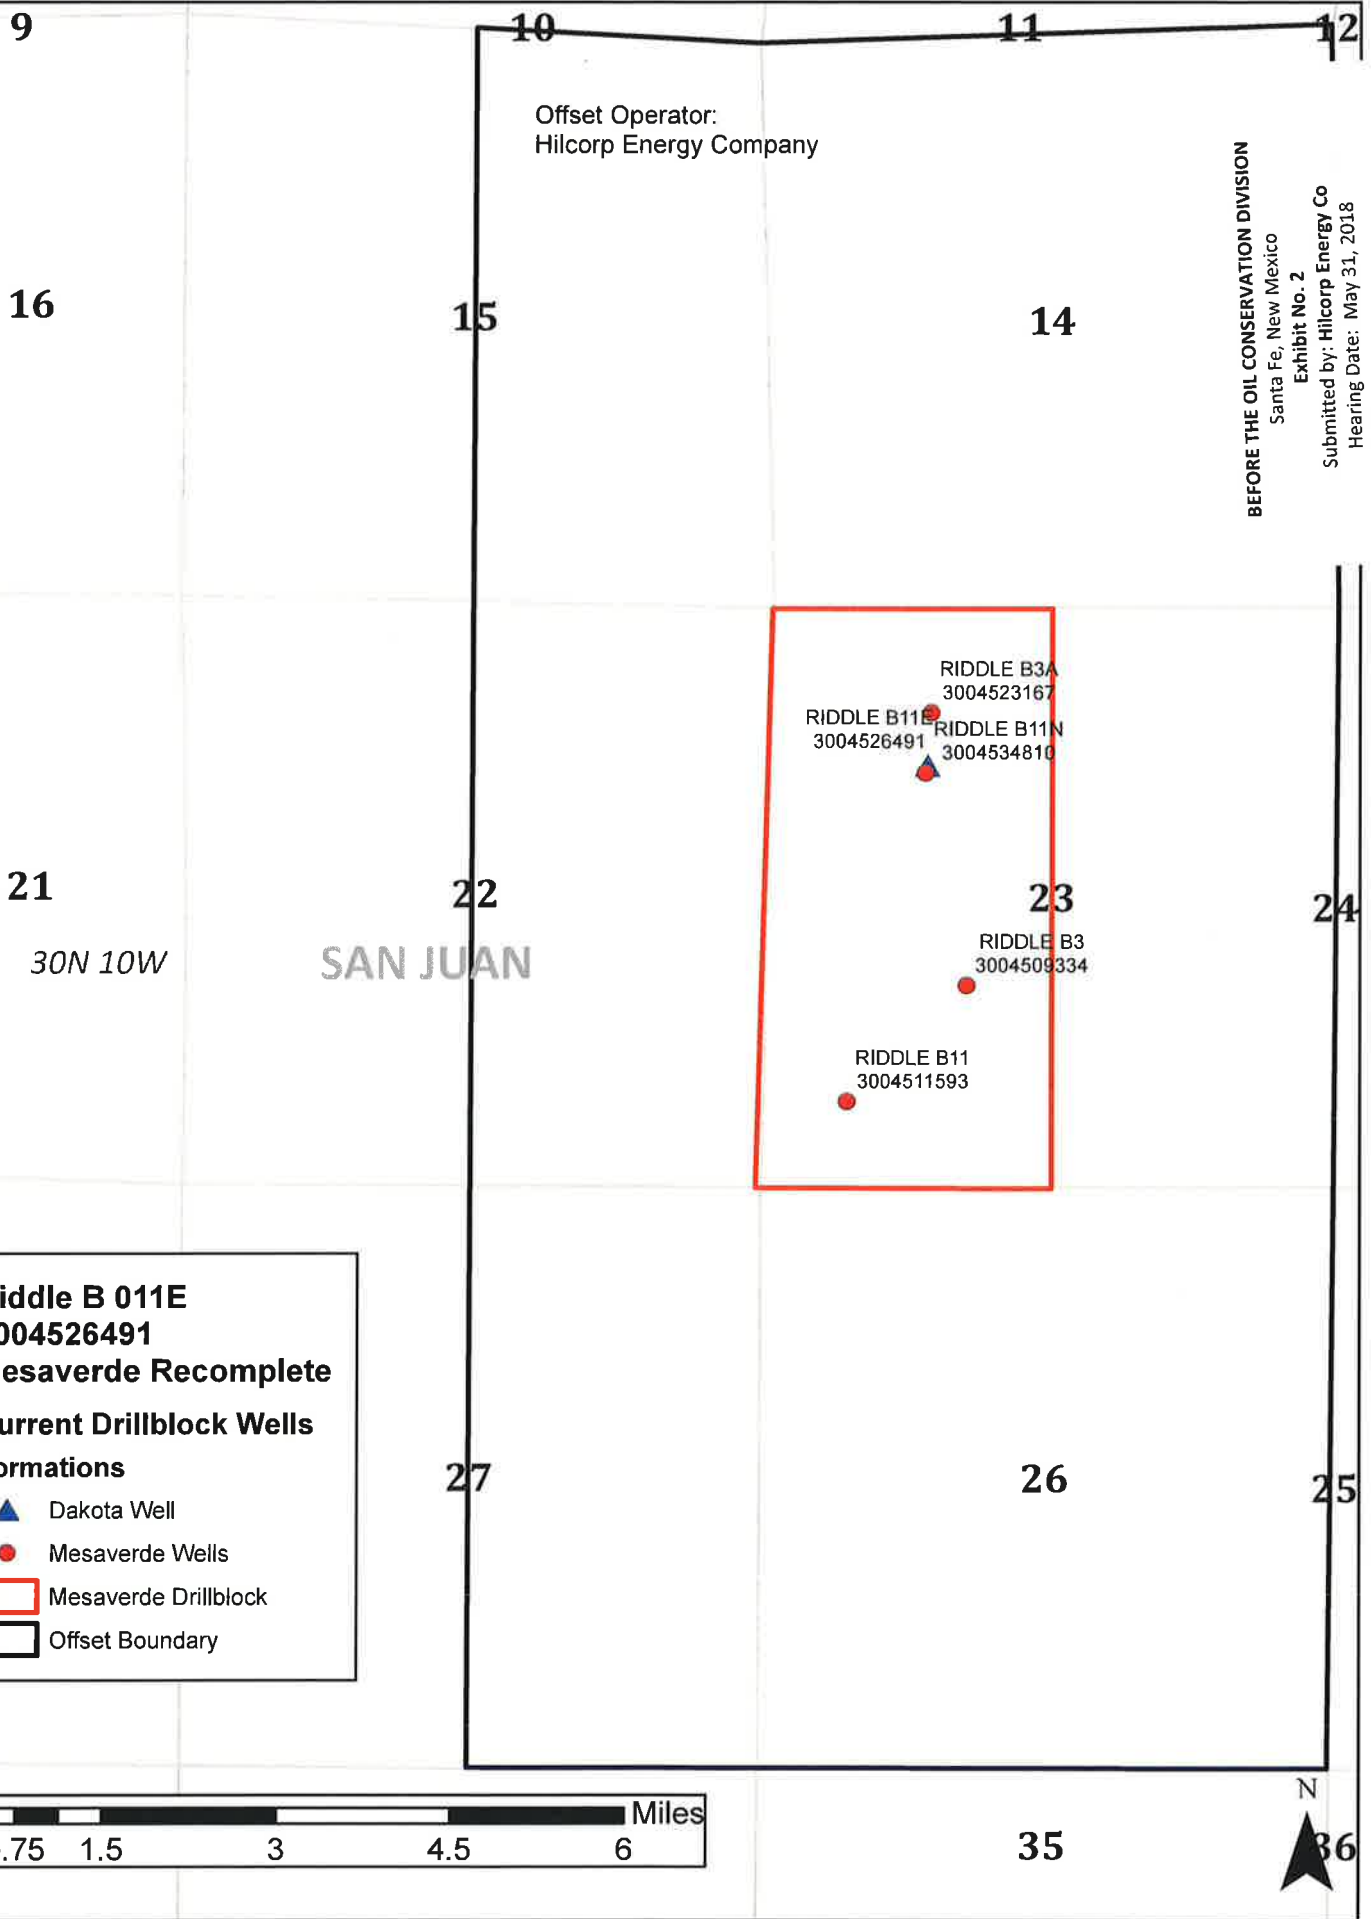 9
10
11
12
Offset Operator:
Hilcorp Energy Company
BEFORE THE OIL CONSERVATION DIVISION
Santa Fe, New Mexico
Exhibit No. 2
Submitted by: Hilcorp Energy Co
Hearing Date: May 31, 2018
16
15
14
RIDDLE B3A
3004523167
RIDDLE B11E
3004526491
RIDDLE B11N
3004534810
21
22
23
24
30N 10W
SAN JUAN
RIDDLE B3
3004509334
RIDDLE B11
3004511593
iddle B 011E
004526491
esaverde Recomplete
urrent Drillblock Wells
ormations
Dakota Well
Mesaverde Wells
Mesaverde Drillblock
Offset Boundary
27
26
25
Miles
.75 1.5 3 4.5 6
N
35
36